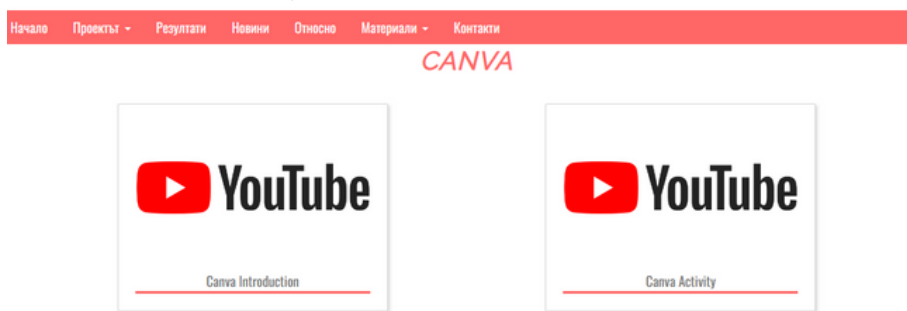 Начало Проектът Резултати Новини Относно Материали Контакти
CANVA
YouTube YouTube
Canva Introduction Canva Activity